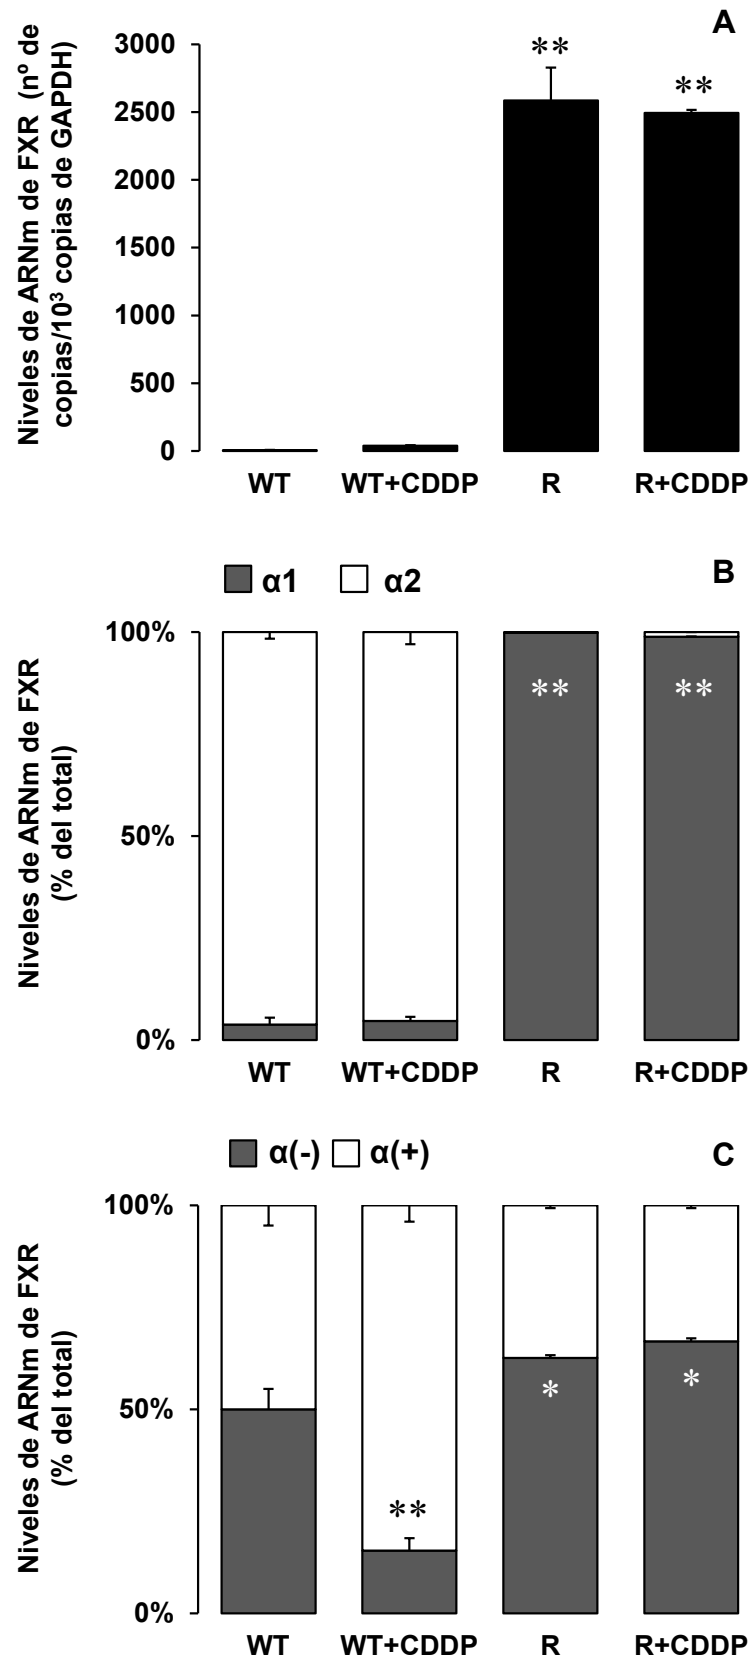 A
Niveles de ARNm de FXR (nº de
copias/10³ copias de GAPDH)
3000
2500
2000
1500
1000
500
0
**
**
WT
WT+CDDP
R
R+CDDP
B
α1
α2
Niveles de ARNm de FXR
(% del total)
100%
50%
0%
**
**
WT
WT+CDDP
R
R+CDDP
C
α(-)
α(+)
Niveles de ARNm de FXR
(% del total)
100%
50%
0%
**
*
*
WT
WT+CDDP
R
R+CDDP